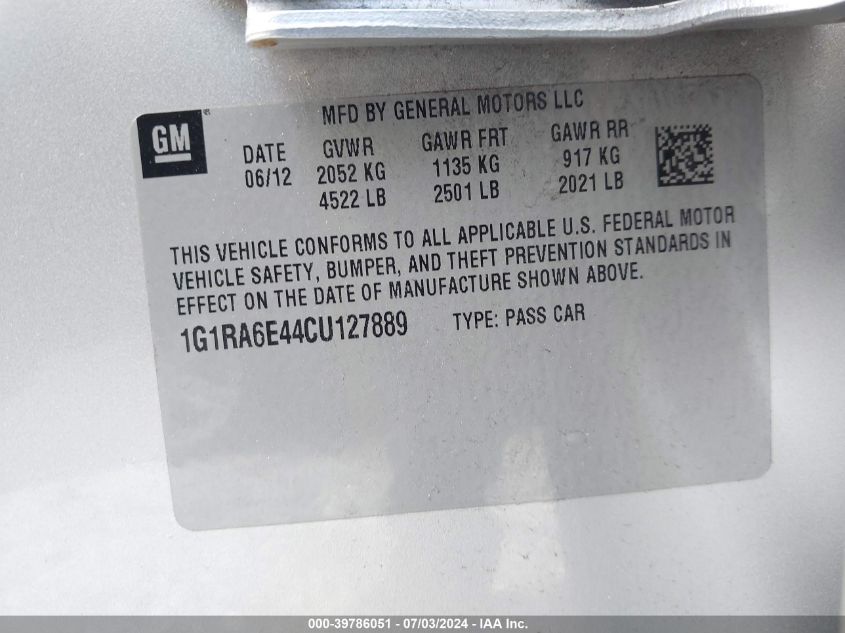 MFD BY GENERAL MOTORS LLC
GM
DATE GVWR GAWR FRT GAWR RR
06/12 2052 KG 1135 KG 917 KG
4522 LB 2501 LB 2021 LB
THIS VEHICLE CONFORMS TO ALL APPLICABLE U.S. FEDERAL MOTOR
VEHICLE SAFETY, BUMPER, AND THEFT PREVENTION STANDARDS IN
EFFECT ON THE DATE OF MANUFACTURE SHOWN ABOVE.
1G1RA6E44CU127889 TYPE: PASS CAR
000-39786051 - 07/03/2024 - IAA Inc.